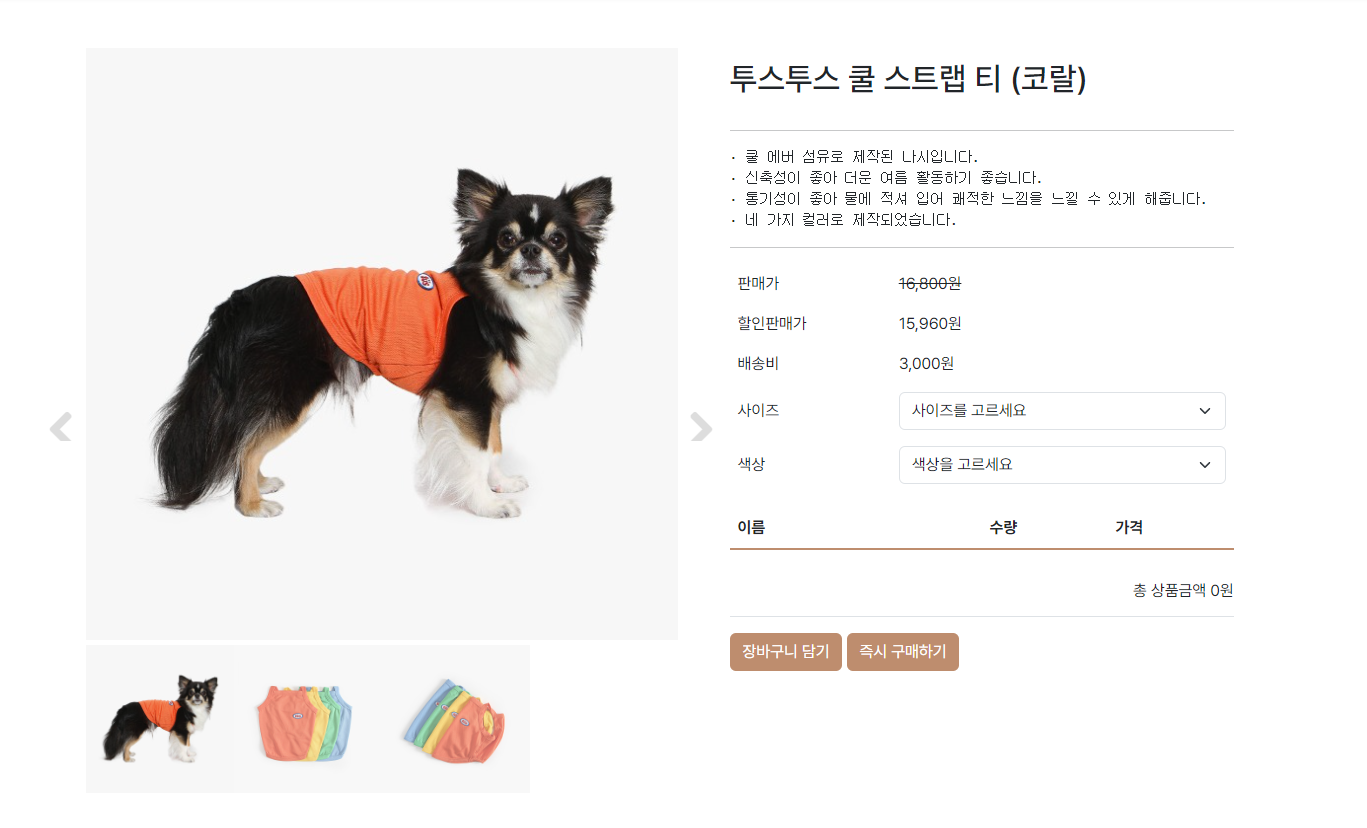 투스투스 쿨 스트랩 티 (코랄)
· 쿨 에버 섬유로 제작된 나시입니다.
· 신축성이 좋아 더운 여름 활동하기 좋습니다.
· 통기성이 좋아 물에 적셔 입어 쾌적한 느낌을 느낄 수 있게 해줍니다.
· 네 가지 컬러로 제작되었습니다.
판매가 16,800원
할인판매가 15,960원
배송비 3,000원
사이즈 사이즈를 고르세요
색상 색상을 고르세요
이름 수량 가격
총 상품금액 0원
장바구니 담기 즉시 구매하기